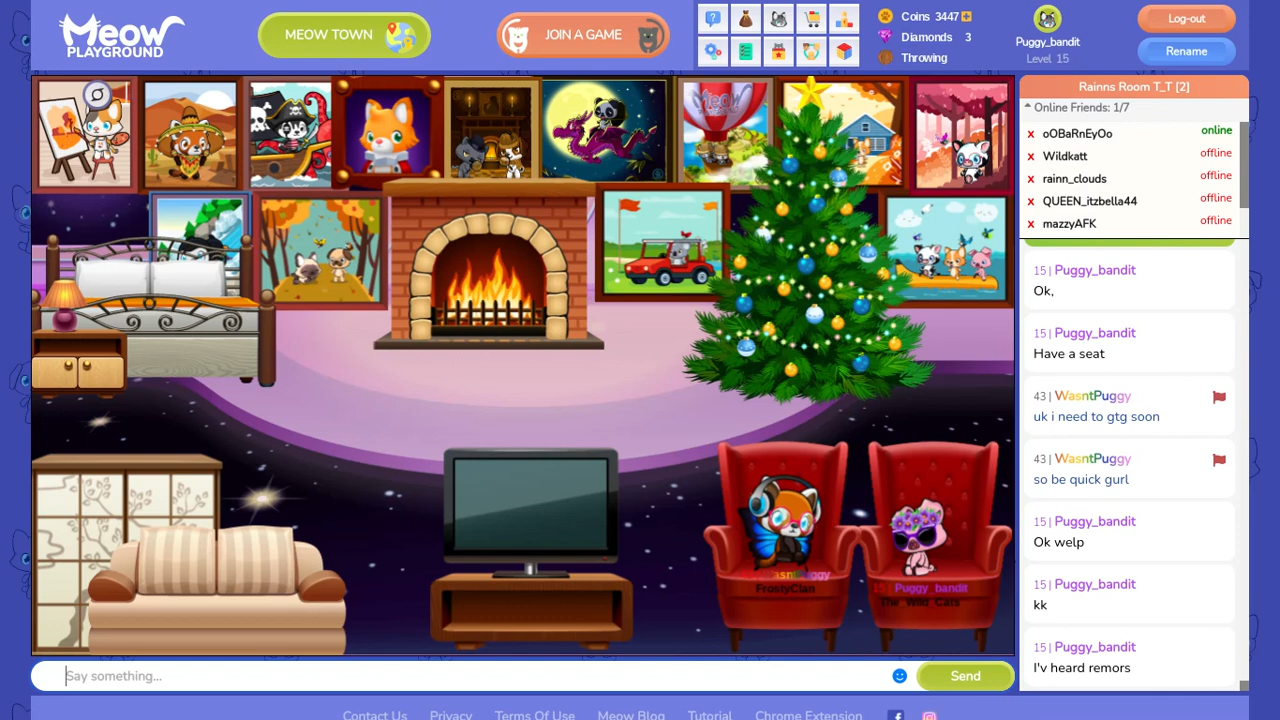 Meow
PLAYGROUND
MEOW TOWN
JOIN A GAME
Coins 3447
Diamonds 3
Throwing
Puggy_bandit
Level 15
Log-out
Rename
Rainns Room T_T [2]
Online Friends: 1/7
x oOBaRnEyOo online
x Wildkatt offline
x rainn_clouds offline
x QUEEN_itzbella44 offline
x mazzyAFK offline
15 | Puggy_bandit
Ok,
15 | Puggy_bandit
Have a seat
43 | WasntPuggy
uk i need to gtg soon
43 | WasntPuggy
so be quick gurl
15 | Puggy_bandit
Ok welp
15 | Puggy_bandit
kk
15 | Puggy_bandit
I'v heard remors
Meow
WasntPuggy
FrostyClan
15 | Puggy_bandit
The_Wild_Cats
Say something...
Send
Contact Us Privacy Terms Of Use Meow Blog Tutorial Chrome Extension